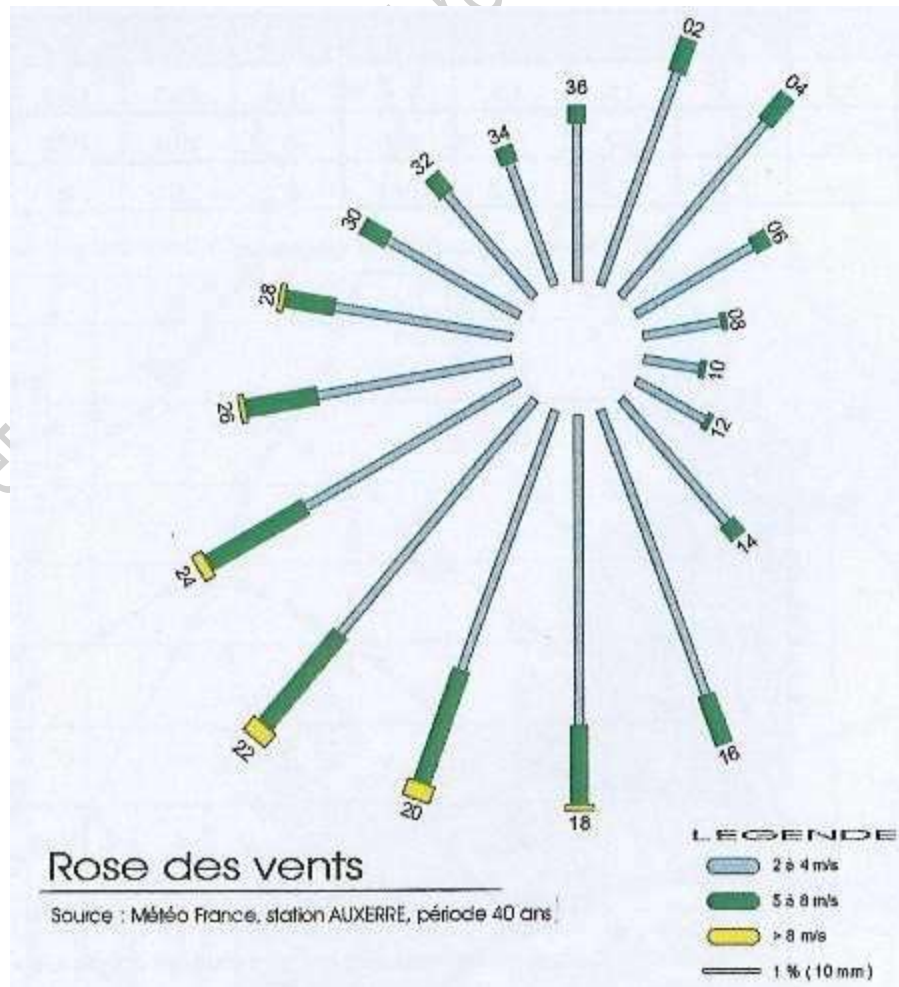 02
04
36
34
32
06
30
28
08
10
26
12
14
24
22
16
20
18
Rose des vents
Source : Météo France, station AUXERRE, période 40 ans
LEGENDE
2 à 4 m/s
5 à 8 m/s
> 8 m/s
1 % ( 10 mm )